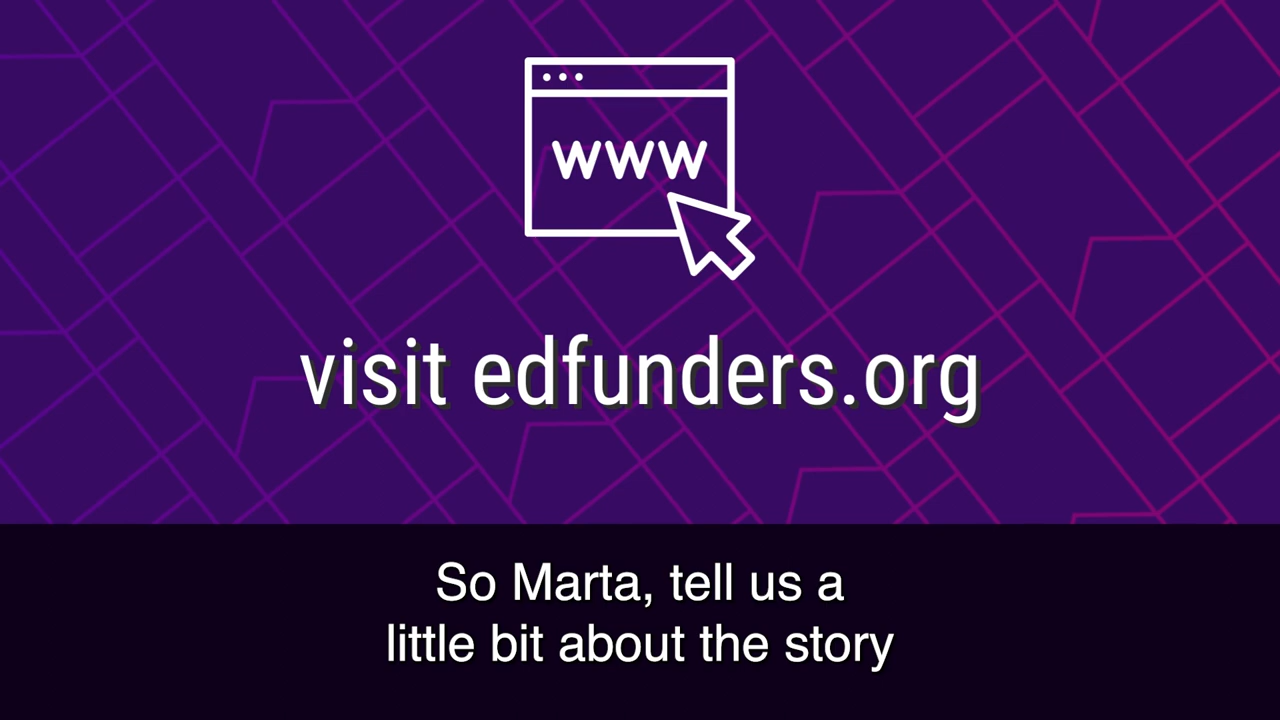 www
visit edfunders.org
So Marta, tell us a
little bit about the story